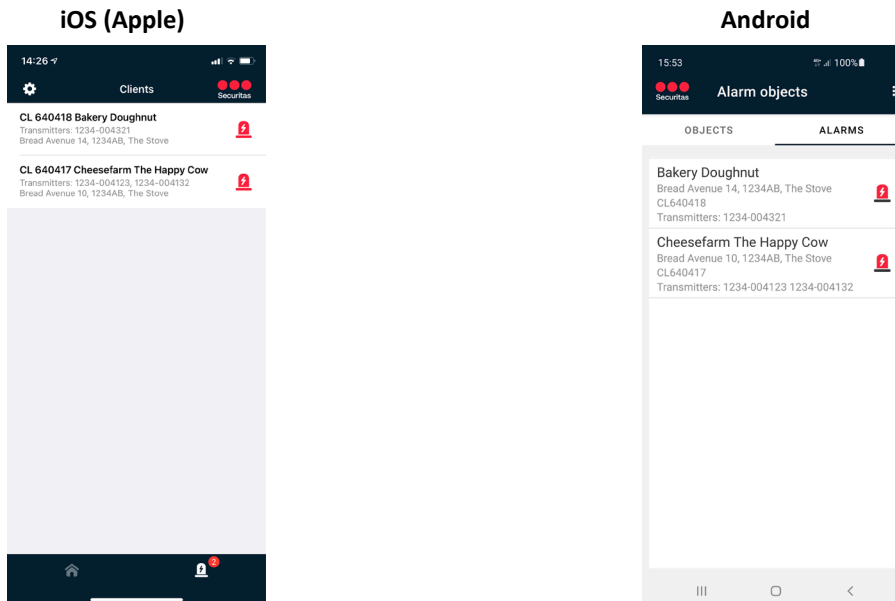 iOS (Apple)
14:26
Clients
Securitas
CL 640418 Bakery Doughnut
Transmitters: 1234-004321
Bread Avenue 14, 1234AB, The Stove
CL 640417 Cheesefarm The Happy Cow
Transmitters: 1234-004123, 1234-004132
Bread Avenue 10, 1234AB, The Stove
2
Android
15:53
100%
Securitas
Alarm objects
OBJECTS
ALARMS
Bakery Doughnut
Bread Avenue 14, 1234AB, The Stove
CL640418
Transmitters: 1234-004321
Cheesefarm The Happy Cow
Bread Avenue 10, 1234AB, The Stove
CL640417
Transmitters: 1234-004123 1234-004132